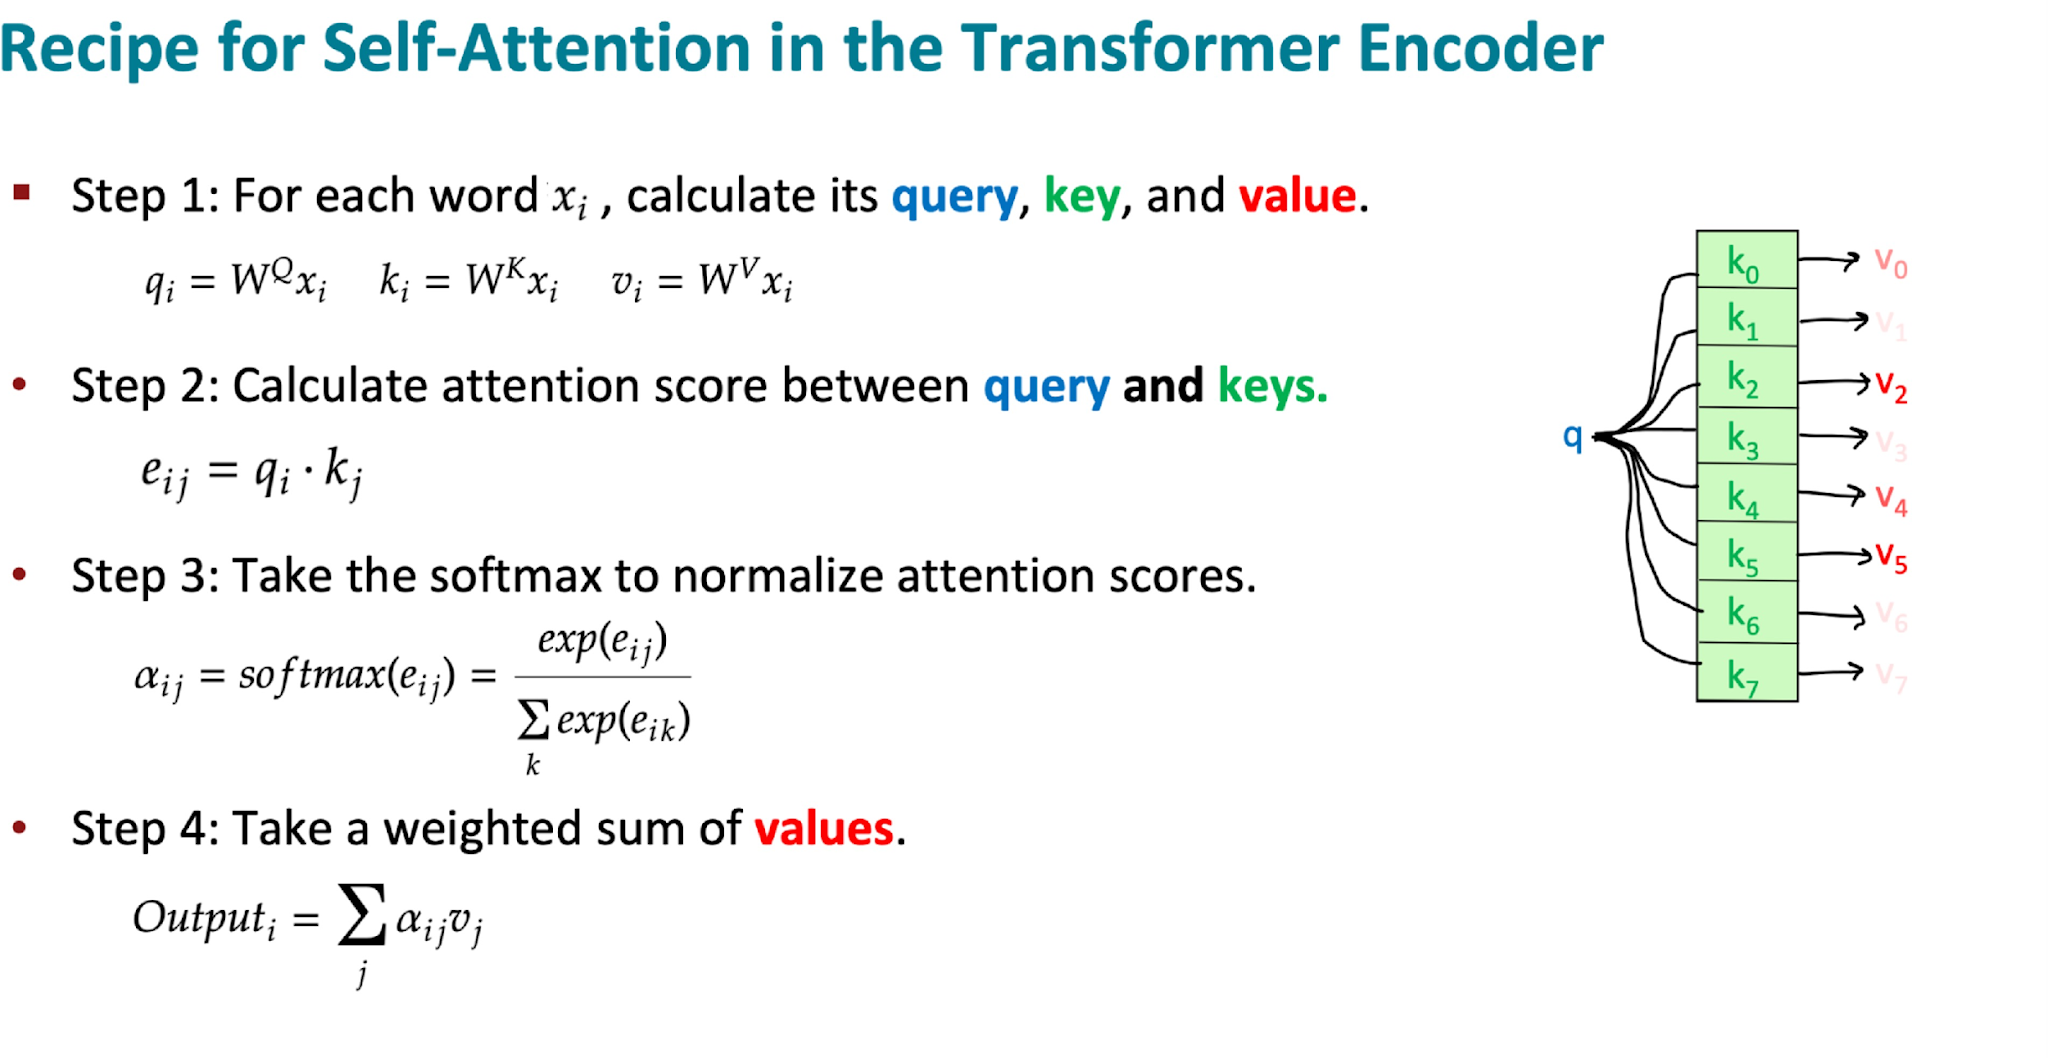 Recipe for Self-Attention in the Transformer Encoder
▪ Step 1: For each word xᵢ , calculate its query, key, and value.
qᵢ = W^Q xᵢ kᵢ = W^K xᵢ vᵢ = W^V xᵢ
• Step 2: Calculate attention score between query and keys.
eᵢⱼ = qᵢ · kⱼ
• Step 3: Take the softmax to normalize attention scores.
αᵢⱼ = softmax(eᵢⱼ) = exp(eᵢⱼ) / ∑ₖ exp(eᵢₖ)
• Step 4: Take a weighted sum of values.
Outputᵢ = ∑ⱼ αᵢⱼvⱼ
q
k₀ v₀
k₁ v₁
k₂ v₂
k₃ v₃
k₄ v₄
k₅ v₅
k₆ v₆
k₇ v₇